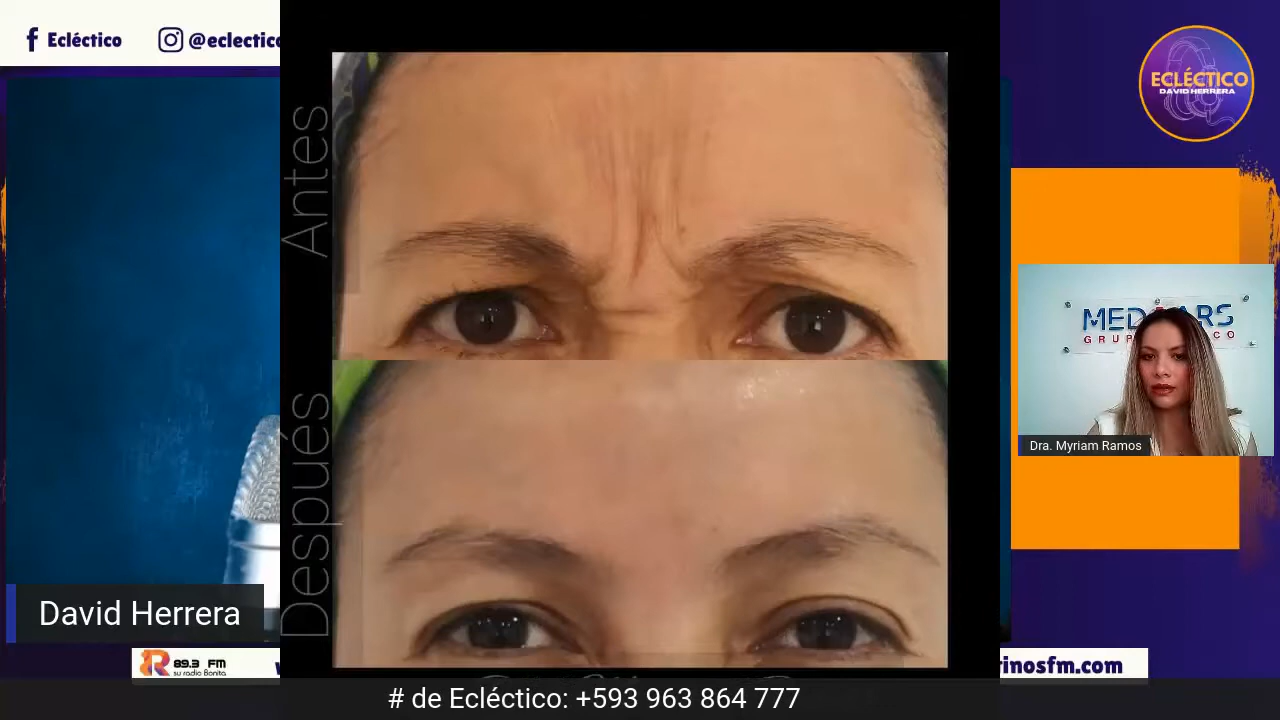 Ecléctico
@eclectico
ECLÉCTICO
DAVID HERRERA
Antes
Después
Dra. Myriam Ramos
David Herrera
R 89.3 FM
su radio Bonita
rinosfm.com
# de Ecléctico: +593 963 864 777